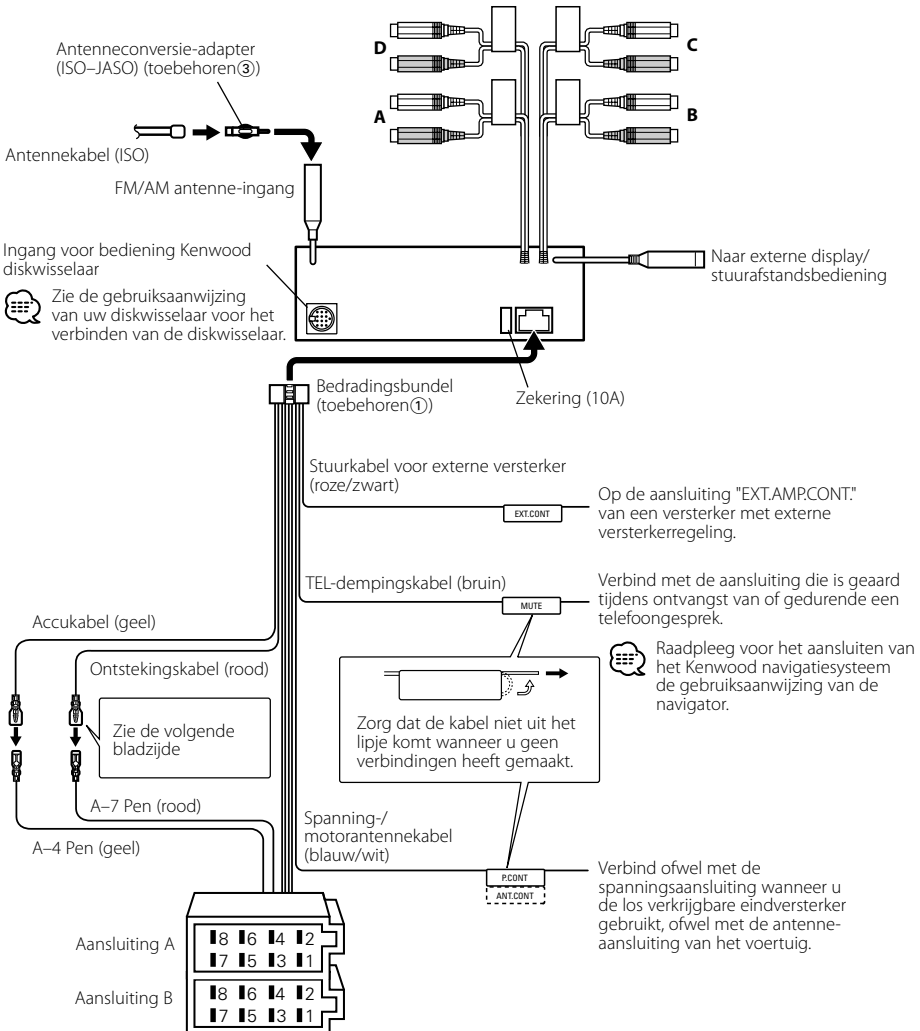 Antenneconversie-adapter
(ISO–JASO) (toebehoren③)
D
C
A
B
Antennekabel (ISO)
FM/AM antenne-ingang
Ingang voor bediening Kenwood
diskwisselaar
Zie de gebruiksaanwijzing
van uw diskwisselaar voor het
verbinden van de diskwisselaar.
Naar externe display/
stuurafstandsbediening
Bedradingsbundel
(toebehoren①)
Zekering (10A)
Stuurkabel voor externe versterker
(roze/zwart)
EXT.CONT
Op de aansluiting "EXT.AMP.CONT."
van een versterker met externe
versterkerregeling.
TEL-dempingskabel (bruin)
MUTE
Verbind met de aansluiting die is geaard
tijdens ontvangst van of gedurende een
telefoongesprek.
Raadpleeg voor het aansluiten van
het Kenwood navigatiesysteem
de gebruiksaanwijzing van de
navigator.
Accukabel (geel)
Ontstekingskabel (rood)
Zie de volgende
bladzijde
Zorg dat de kabel niet uit het
lipje komt wanneer u geen
verbindingen heeft gemaakt.
A–7 Pen (rood)
A–4 Pen (geel)
Spanning-/
motorantennekabel
(blauw/wit)
P.CONT
ANT.CONT
Verbind ofwel met de
spanningsaansluiting wanneer u
de los verkrijgbare eindversterker
gebruikt, ofwel met de antenne-
aansluiting van het voertuig.
Aansluiting A
8 6 4 2
7 5 3 1
Aansluiting B
8 6 4 2
7 5 3 1